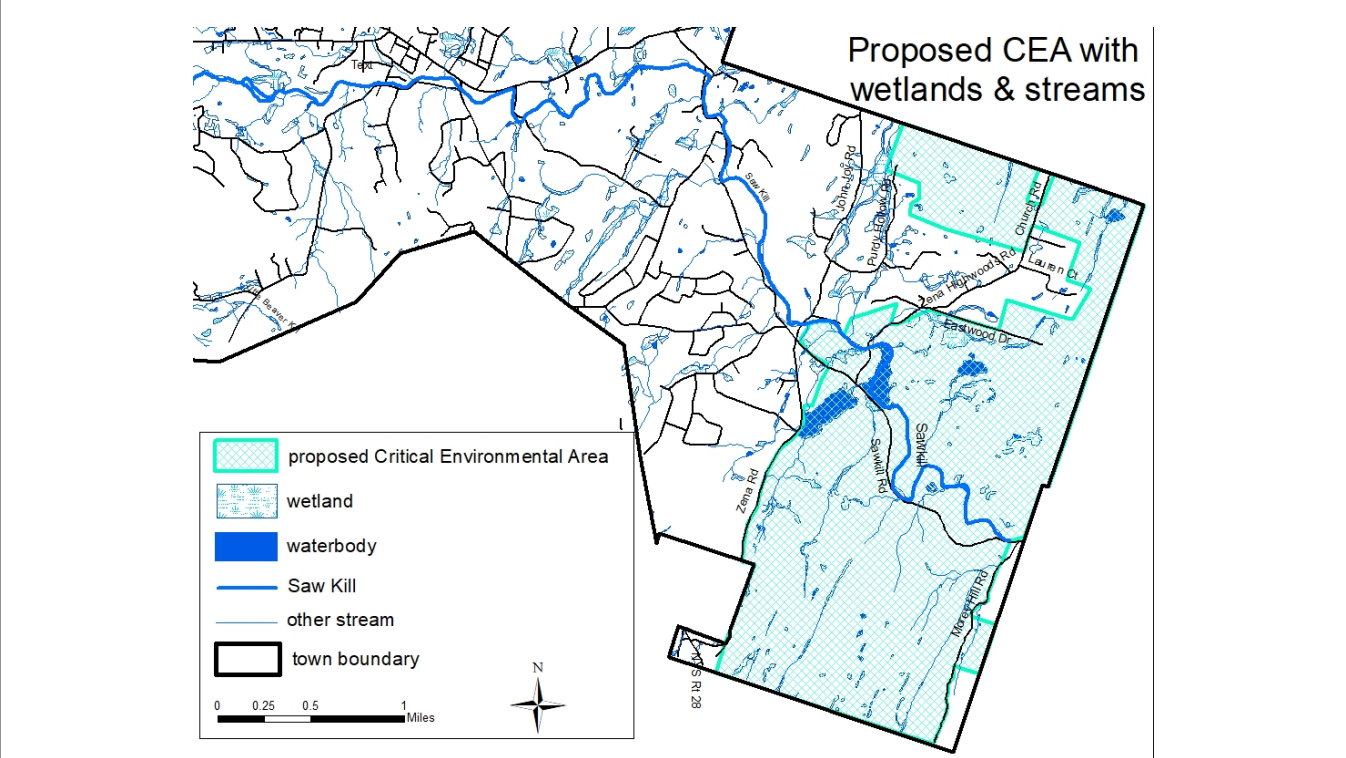 Proposed CEA with
wetlands & streams
Text
Saw Kill
John Joy Rd
Purdy Hollow Rd
Church Rd
Lauren Ct
Zena Highwoods Rd
Eastwood Dr
Sawkill
Sawkill Rd
Zena Rd
Morey Hill Rd
NYS Rt 28
proposed Critical Environmental Area
wetland
waterbody
Saw Kill
other stream
town boundary
0 0.25 0.5 1
Miles
N